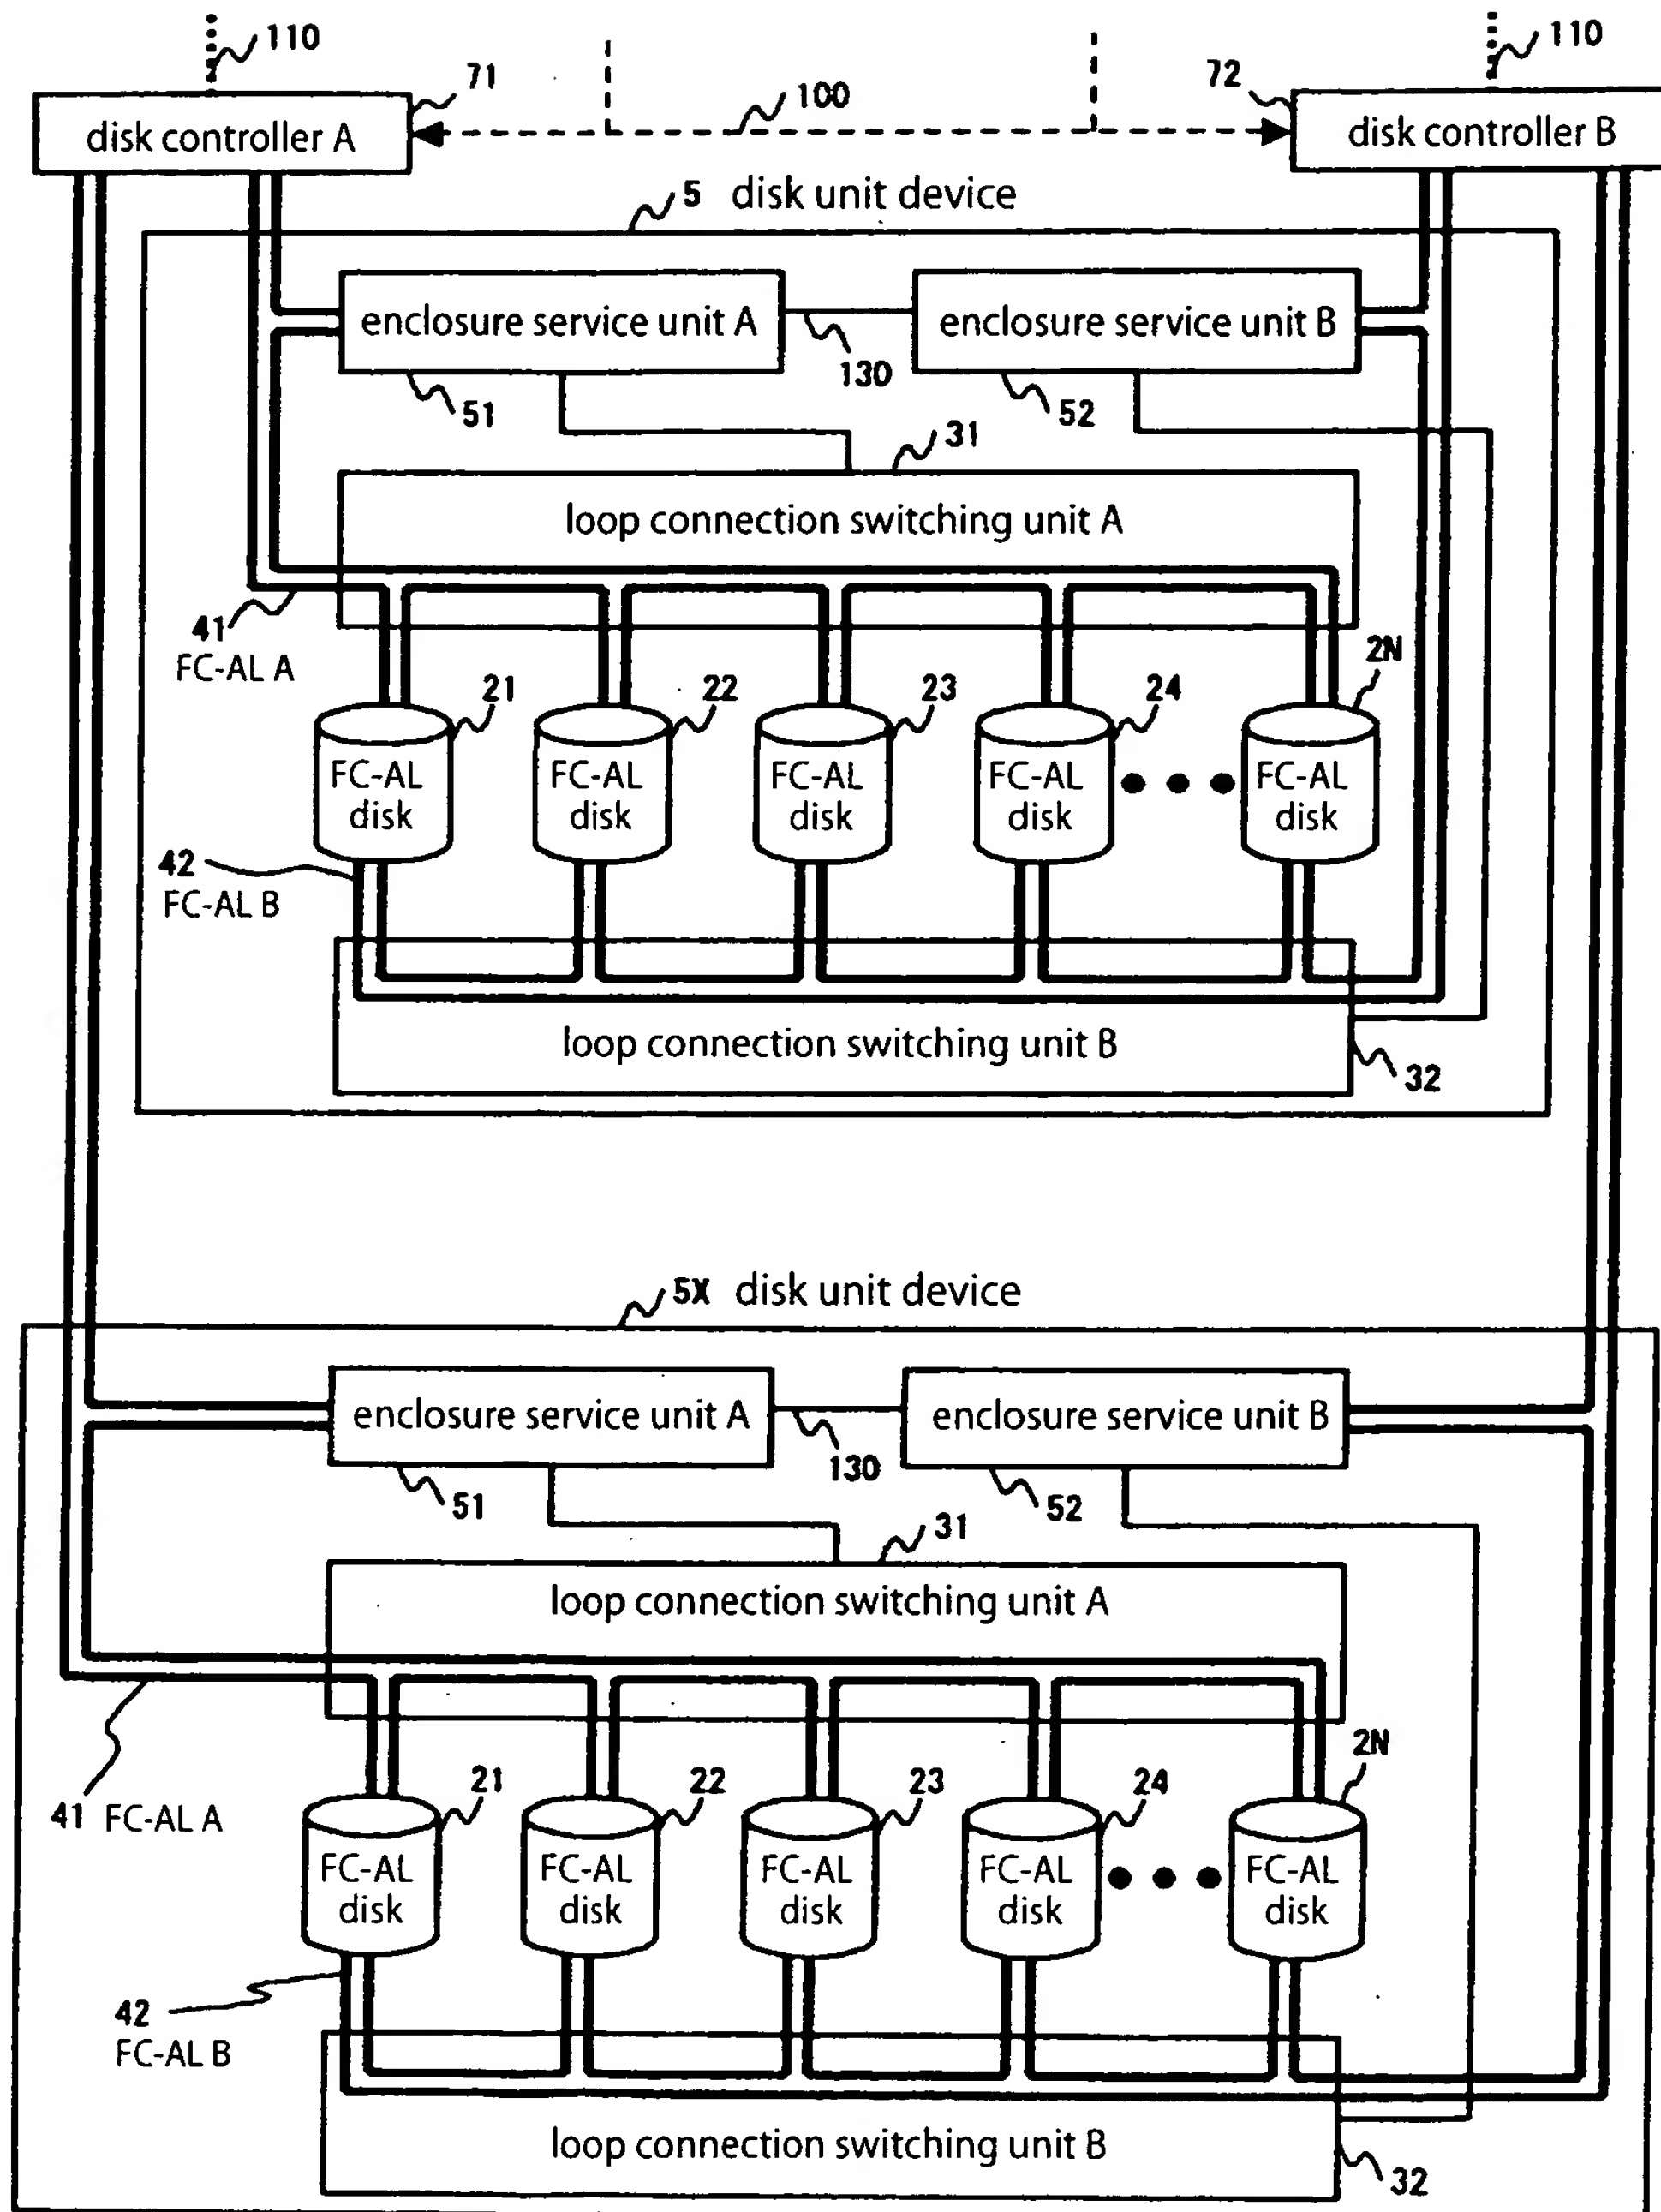 110
110
71
72
100
disk controller A
disk controller B
5 disk unit device
enclosure service unit A
enclosure service unit B
130
51
52
31
loop connection switching unit A
41
FC-AL A
2N
21
22
23
24
FC-AL
disk
FC-AL
disk
FC-AL
disk
FC-AL
disk
FC-AL
disk
42
FC-AL B
loop connection switching unit B
32
5X disk unit device
enclosure service unit A
enclosure service unit B
130
51
52
31
loop connection switching unit A
2N
21
22
23
24
41 FC-AL A
FC-AL
disk
FC-AL
disk
FC-AL
disk
FC-AL
disk
FC-AL
disk
42
FC-AL B
loop connection switching unit B
32